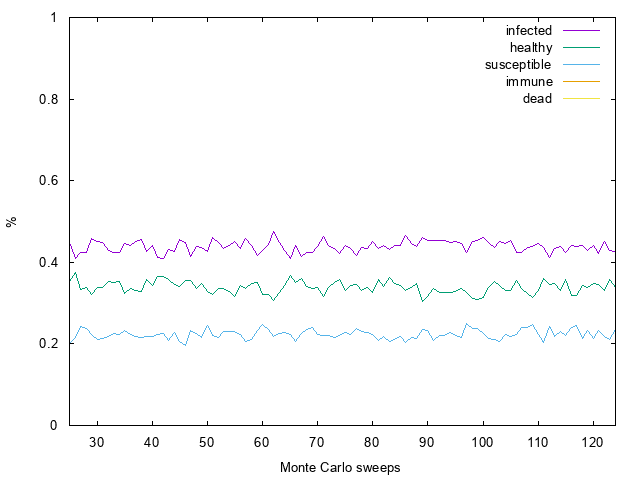 1
0.8
0.6
0.4
0.2
0
30 40 50 60 70 80 90 100 110 120
%
Monte Carlo sweeps
infected
healthy
susceptible
immune
dead